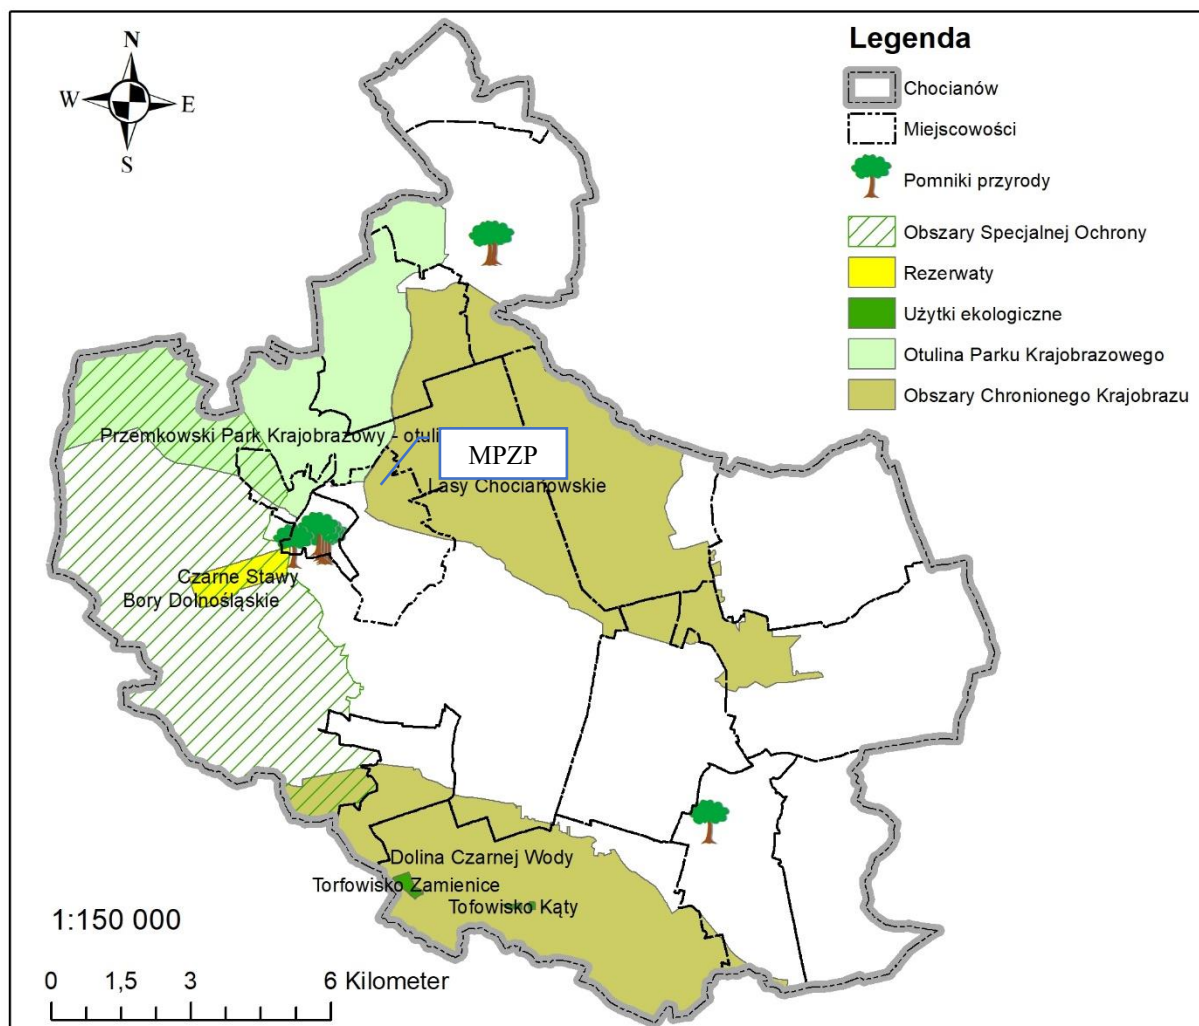 N
W E
S
Legenda
Chocianów
Miejscowości
Pomniki przyrody
Obszary Specjalnej Ochrony
Rezerwaty
Użytki ekologiczne
Otulina Parku Krajobrazowego
Obszary Chronionego Krajobrazu
Przemkowski Park Krajobrazowy - otuli
MPZP
Lasy Chocianowskie
Czarne Stawy
Bory Dolnośląskie
Dolina Czarnej Wody
Torfowisko Zamienice
Tofowisko Kąty
1:150 000
0 1,5 3 6 Kilometer